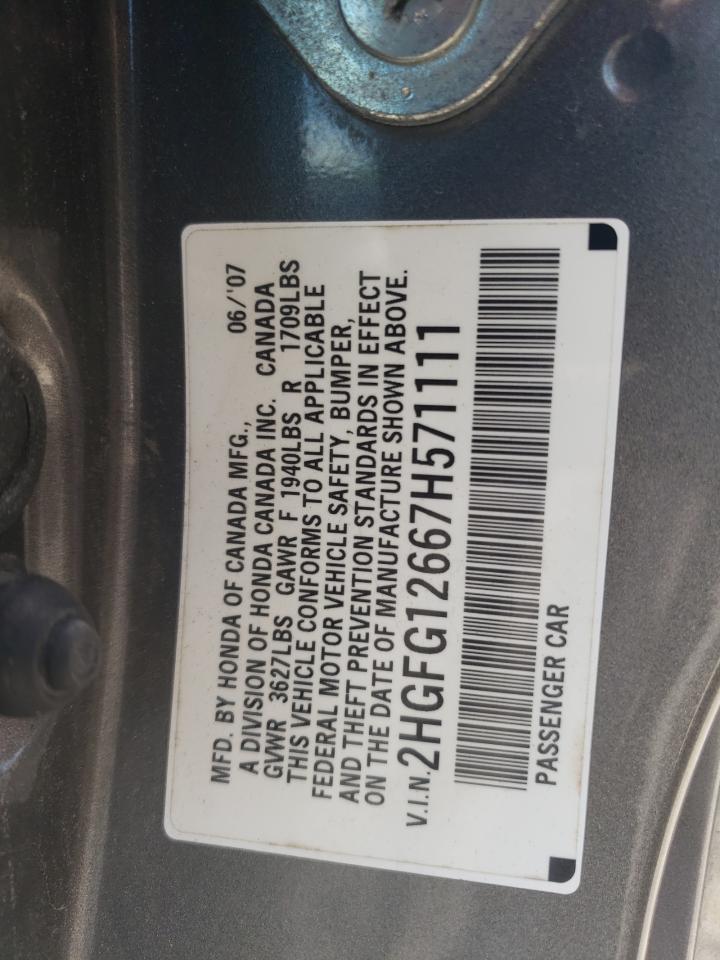 MFD. BY HONDA OF CANADA MFG., 06/'07
A DIVISION OF HONDA CANADA INC. CANADA
GVWR 3627LBS GAWR F 1940LBS R 1709LBS
THIS VEHICLE CONFORMS TO ALL APPLICABLE
FEDERAL MOTOR VEHICLE SAFETY, BUMPER,
AND THEFT PREVENTION STANDARDS IN EFFECT
ON THE DATE OF MANUFACTURE SHOWN ABOVE.
V.I.N. 2HGFG12667H571111
PASSENGER CAR